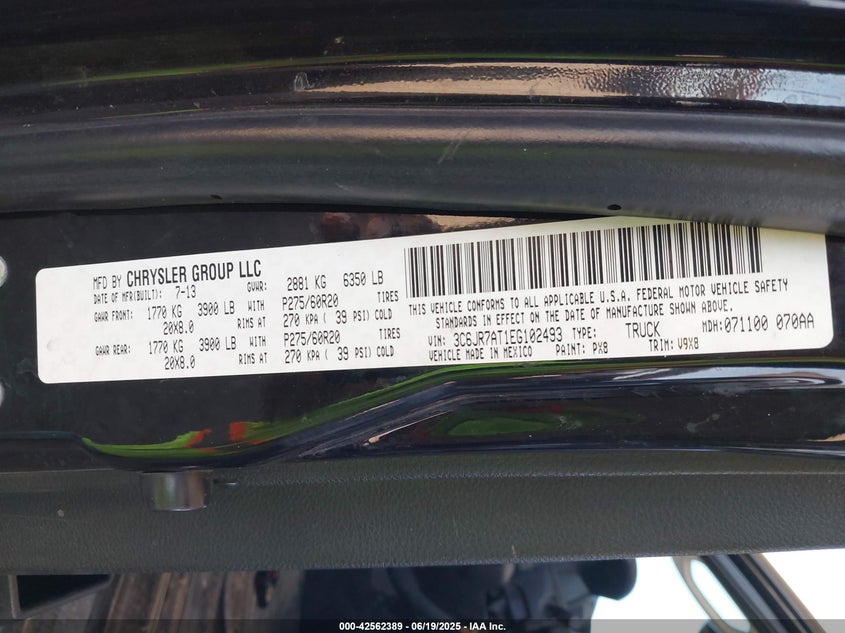 MFD BY CHRYSLER GROUP LLC
DATE OF MFR(BUILT): 7-13 GVWR: 2881 KG 6350 LB
GAWR FRONT: 1770 KG 3900 LB WITH P275/60R20 TIRES
20X8.0 RIMS AT 270 KPA ( 39 PSI) COLD
GAWR REAR: 1770 KG 3900 LB WITH P275/60R20 TIRES
20X8.0 RIMS AT 270 KPA ( 39 PSI) COLD
THIS VEHICLE CONFORMS TO ALL APPLICABLE U.S.A. FEDERAL MOTOR VEHICLE SAFETY
STANDARDS IN EFFECT ON THE DATE OF MANUFACTURE SHOWN ABOVE.
VIN: 3C6JR7AT1EG102493 TYPE: TRUCK MDH: 071100 070AA
VEHICLE MADE IN MEXICO PAINT: PX8 TRIM: V9X8
000-42562389 - 06/19/2025 - IAA Inc.